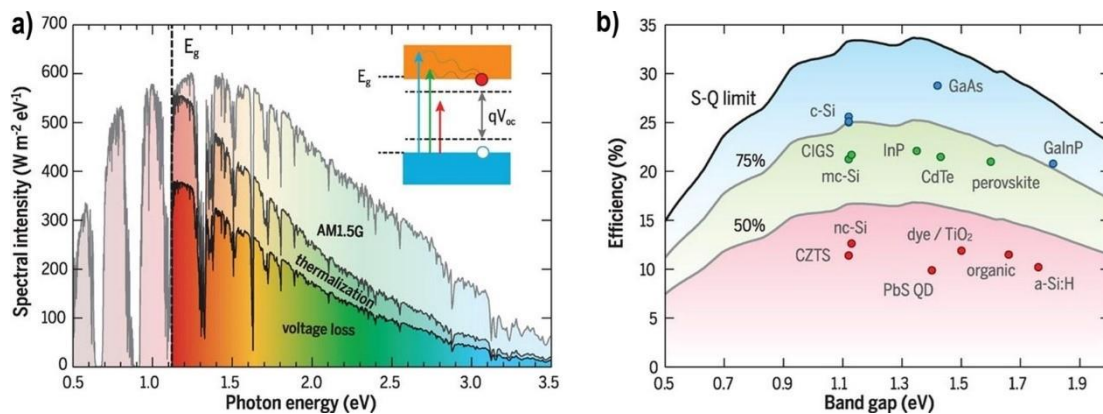 a)
700
600
500
400
300
200
100
0
Spectral intensity (W m⁻² eV⁻¹)
E_g
E_g
qV_oc
AM1.5G
thermalization
voltage loss
0.5 1.0 1.5 2.0 2.5 3.0 3.5
Photon energy (eV)
b)
35
30
25
20
15
10
5
0
Efficiency (%)
S-Q limit
75%
50%
GaAs
c-Si
CIGS
mc-Si
InP
CdTe
perovskite
GaInP
nc-Si
CZTS
dye / TiO₂
PbS QD
organic
a-Si:H
0.5 0.7 0.9 1.1 1.3 1.5 1.7 1.9
Band gap (eV)